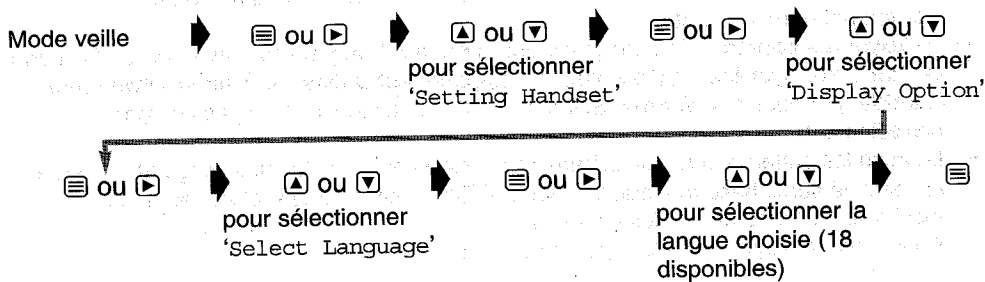 Mode veille ou ou ou ou
pour sélectionner pour sélectionner
'Setting Handset' 'Display Option'
ou ou ou ou
pour sélectionner pour sélectionner la
'Select Language' langue choisie (18
disponibles)